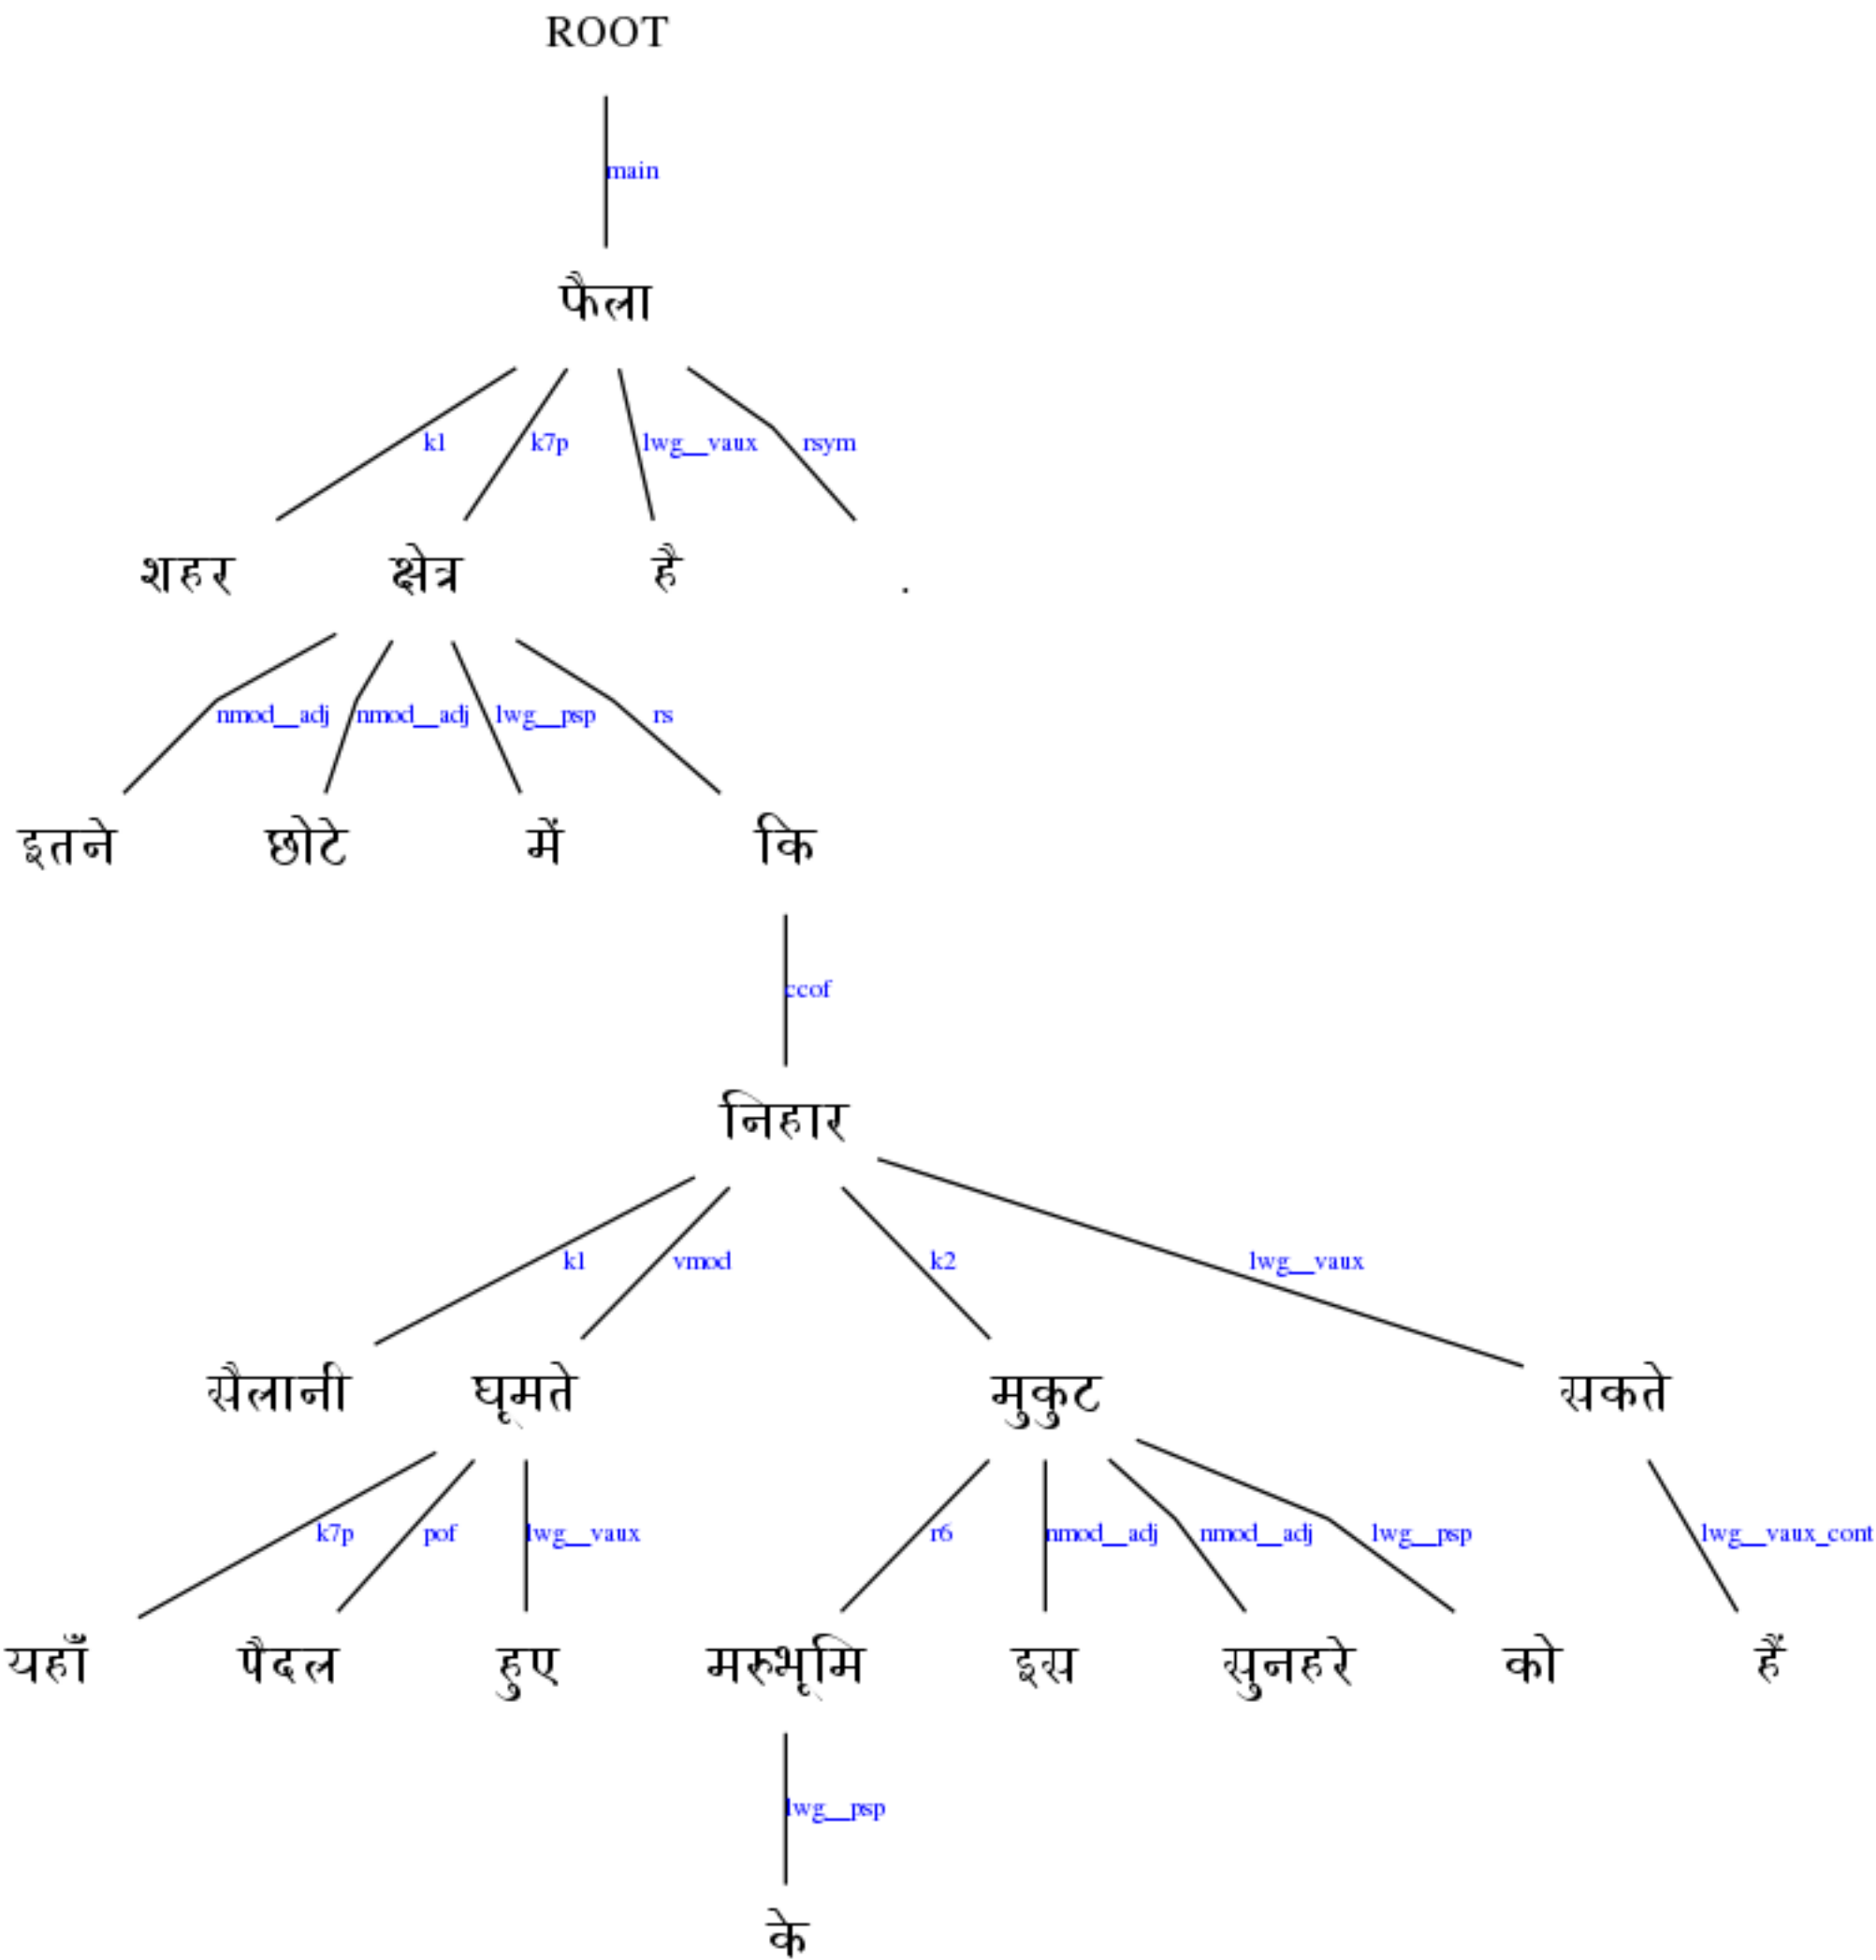 ROOT
main
फैला
k1 k7p lwg__vaux rsym
शहर क्षेत्र है .
nmod__adj nmod__adj lwg__psp rs
इतने छोटे में कि
ccof
निहार
k1 vmod k2 lwg__vaux
सैलानी घूमते मुकुट सकते
k7p pof lwg__vaux r6 nmod__adj nmod__adj lwg__psp lwg__vaux_cont
यहाँ पैदल हुए मरुभूमि इस सुनहरे को हैं
lwg__psp
के